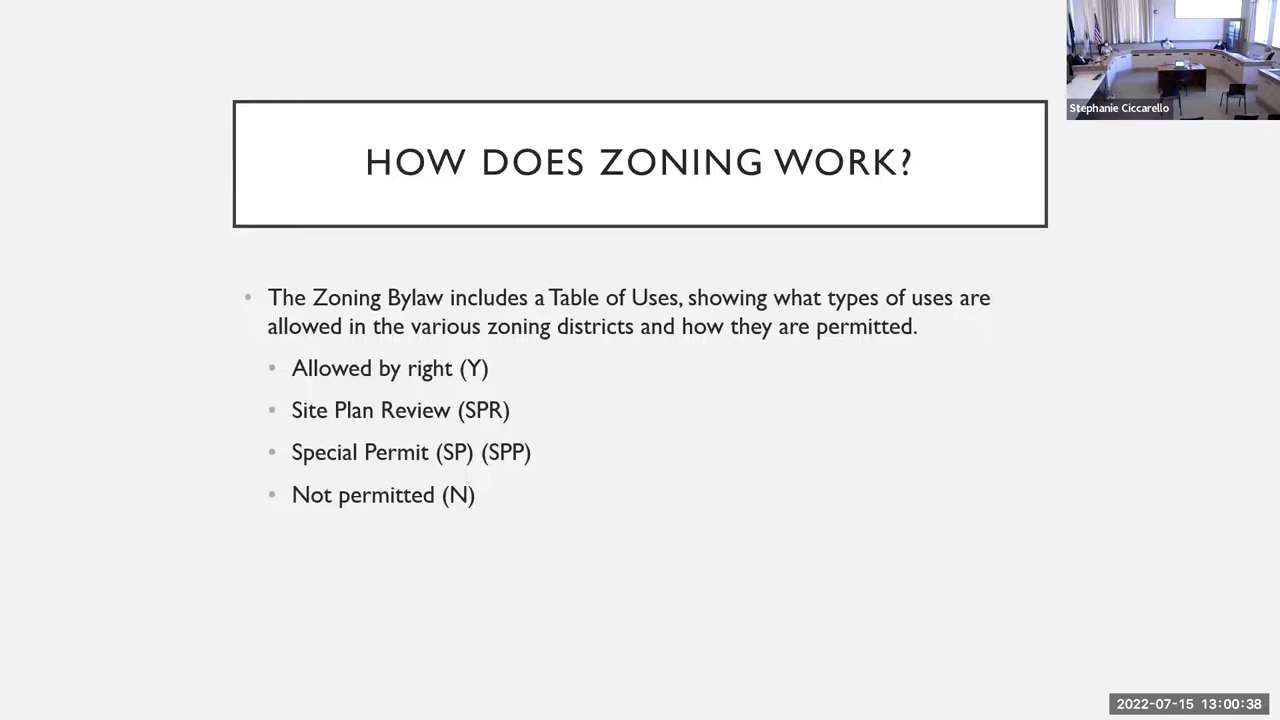 Stephanie Ciccarello
HOW DOES ZONING WORK?
• The Zoning Bylaw includes a Table of Uses, showing what types of uses are
allowed in the various zoning districts and how they are permitted.
• Allowed by right (Y)
• Site Plan Review (SPR)
• Special Permit (SP) (SPP)
• Not permitted (N)
2022-07-15 13:00:38